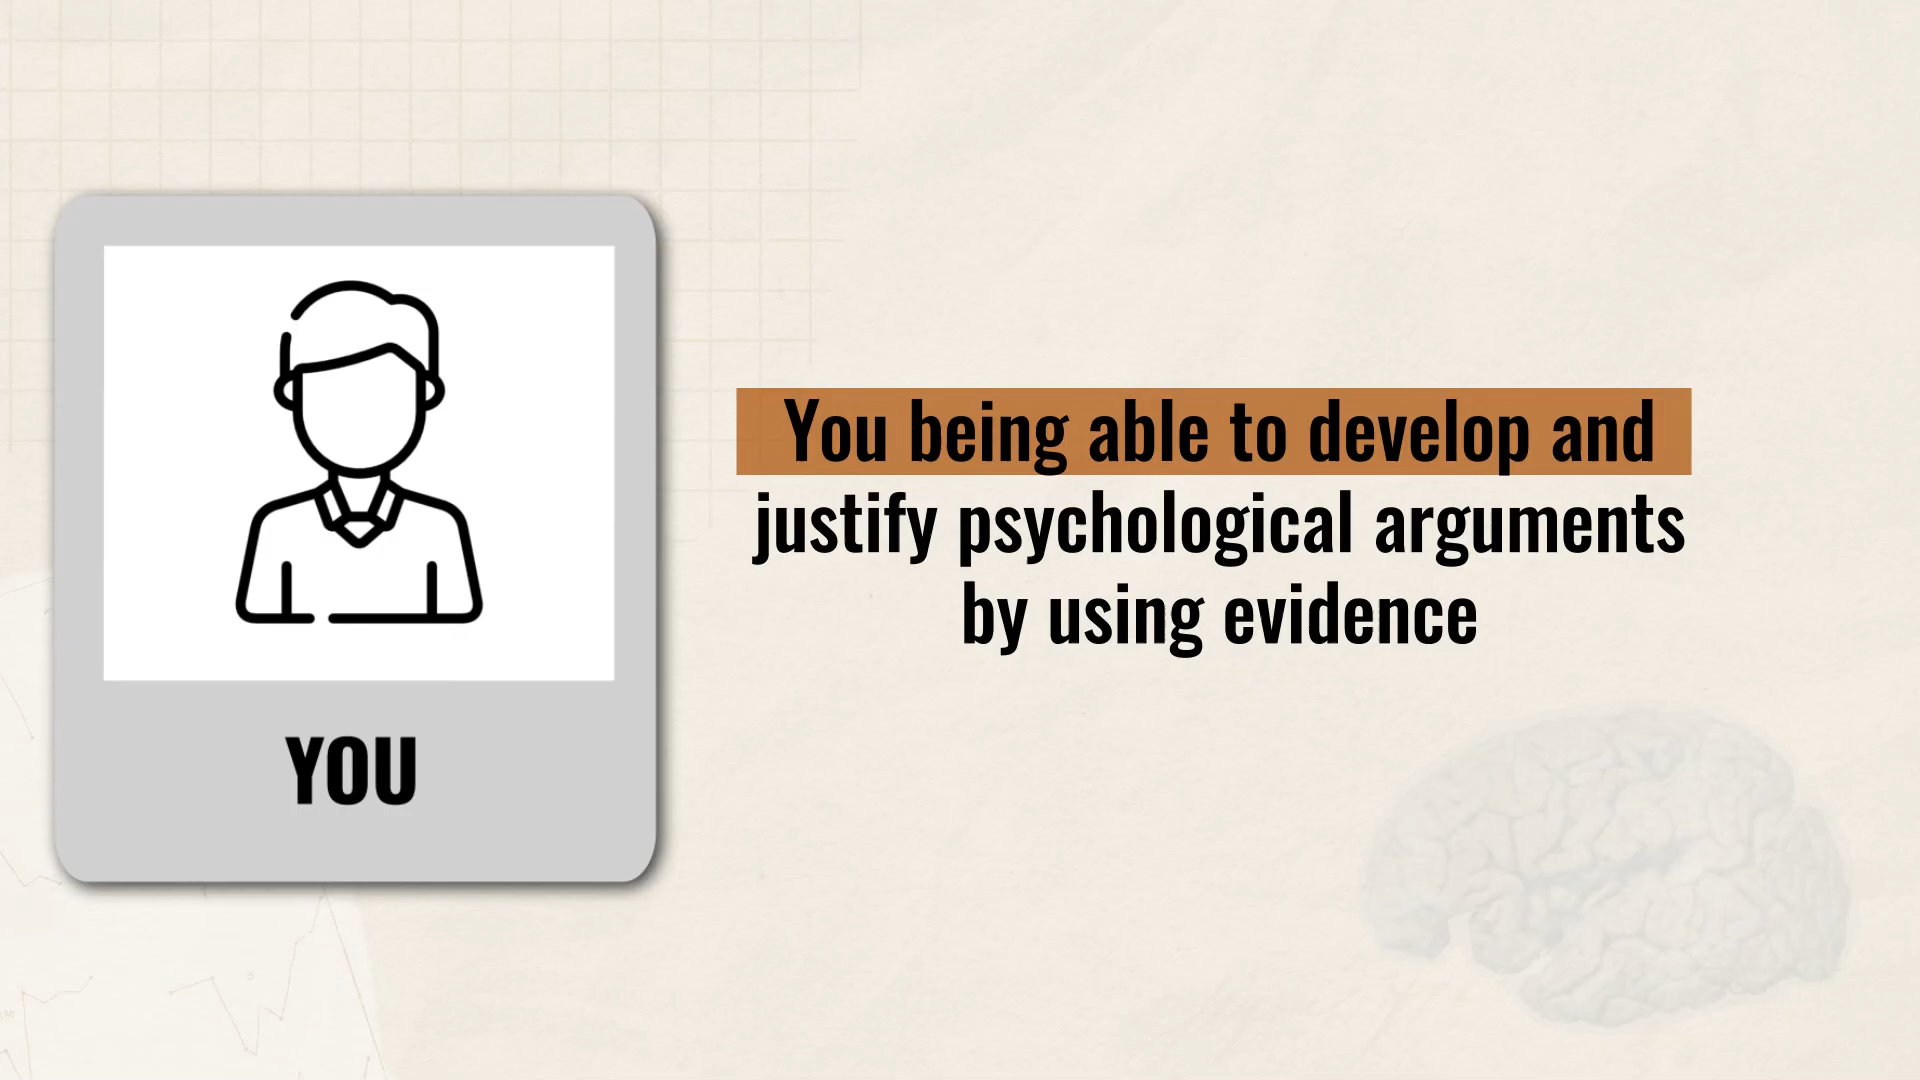 You being able to develop and
justify psychological arguments
by using evidence
YOU